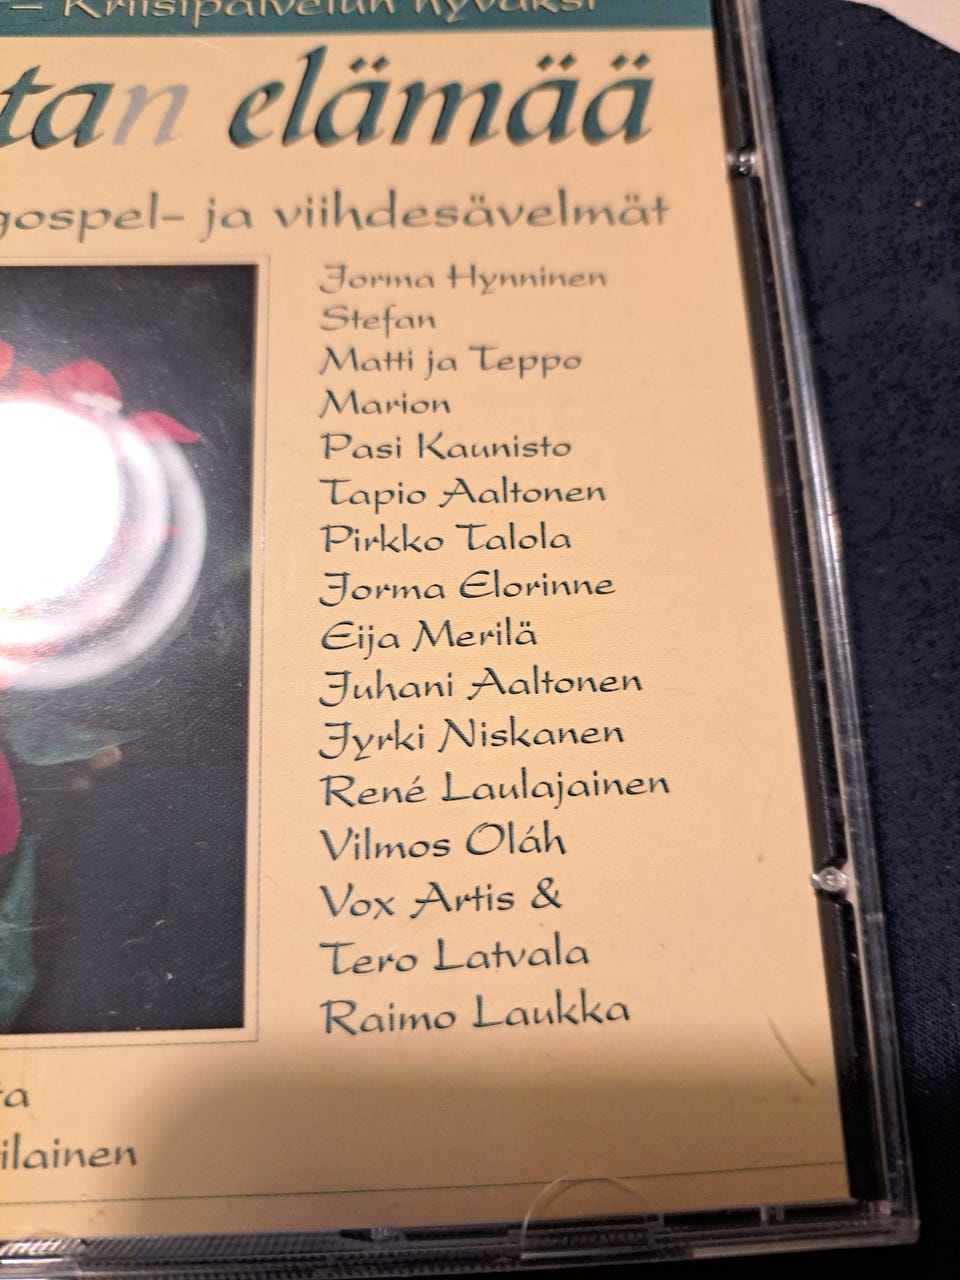 – Kriisipalvelun hyväksi
tan elämää
gospel- ja viihdesävelmät
Jorma Hynninen
Stefan
Matti ja Teppo
Marion
Pasi Kaunisto
Tapio Aaltonen
Pirkko Talola
Jorma Elorinne
Eija Merilä
Juhani Aaltonen
Jyrki Niskanen
René Laulajainen
Vilmos Oláh
Vox Artis &
Tero Latvala
Raimo Laukka
ta
ilainen